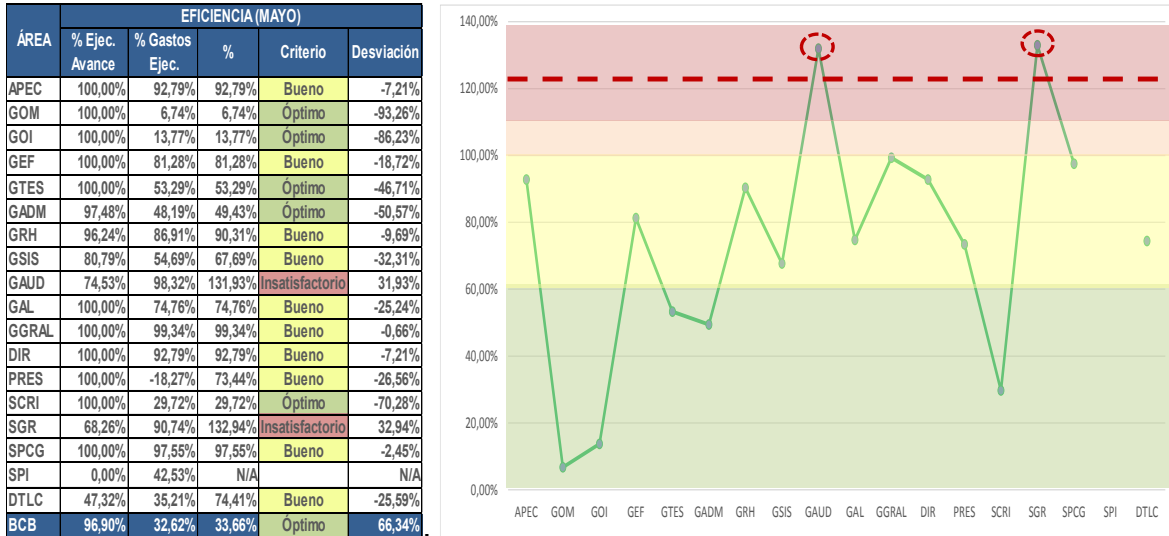 ÁREA EFICIENCIA (MAYO)
% Ejec. Avance % Gastos Ejec. % Criterio Desviación
APEC 100,00% 92,79% 92,79% Bueno -7,21%
GOM 100,00% 6,74% 6,74% Óptimo -93,26%
GOI 100,00% 13,77% 13,77% Óptimo -86,23%
GEF 100,00% 81,28% 81,28% Bueno -18,72%
GTES 100,00% 53,29% 53,29% Óptimo -46,71%
GADM 97,48% 48,19% 49,43% Óptimo -50,57%
GRH 96,24% 86,91% 90,31% Bueno -9,69%
GSIS 80,79% 54,69% 67,69% Bueno -32,31%
GAUD 74,53% 98,32% 131,93% Insatisfactorio 31,93%
GAL 100,00% 74,76% 74,76% Bueno -25,24%
GGRAL 100,00% 99,34% 99,34% Bueno -0,66%
DIR 100,00% 92,79% 92,79% Bueno -7,21%
PRES 100,00% -18,27% 73,44% Bueno -26,56%
SCRI 100,00% 29,72% 29,72% Óptimo -70,28%
SGR 68,26% 90,74% 132,94% Insatisfactorio 32,94%
SPCG 100,00% 97,55% 97,55% Bueno -2,45%
SPI 0,00% 42,53% N/A N/A
DTLC 47,32% 35,21% 74,41% Bueno -25,59%
BCB 96,90% 32,62% 33,66% Óptimo 66,34%
.
140,00%
120,00%
100,00%
80,00%
60,00%
40,00%
20,00%
0,00%
APEC GOM GOI GEF GTES GADM GRH GSIS GAUD GAL GGRAL DIR PRES SCRI SGR SPCG SPI DTLC